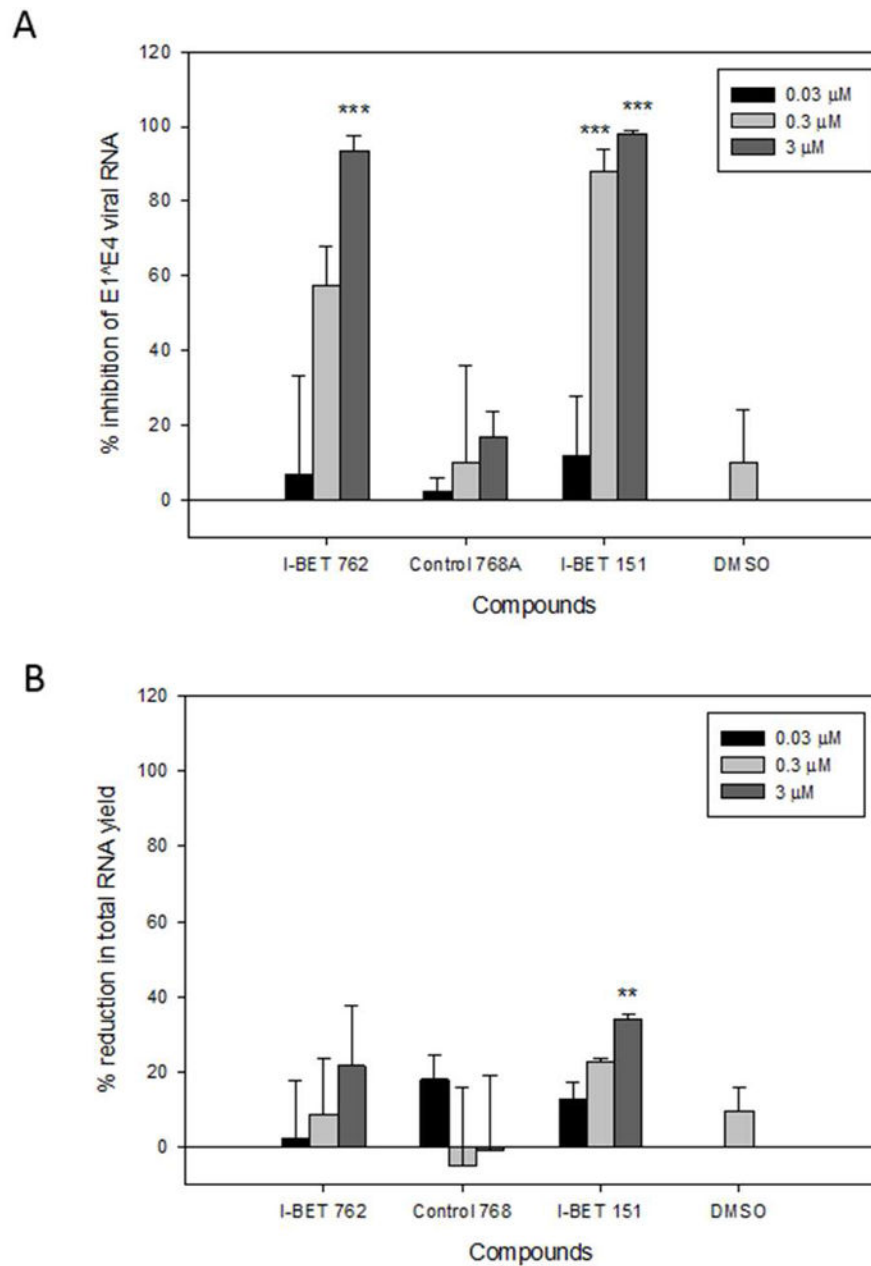 A
120
100
80
60
40
20
0
% inhibition of E1^E4 viral RNA
*** *** ***
0.03 µM
0.3 µM
3 µM
I-BET 762 Control 768A I-BET 151 DMSO
Compounds
B
120
100
80
60
40
20
0
% reduction in total RNA yield
**
0.03 µM
0.3 µM
3 µM
I-BET 762 Control 768 I-BET 151 DMSO
Compounds